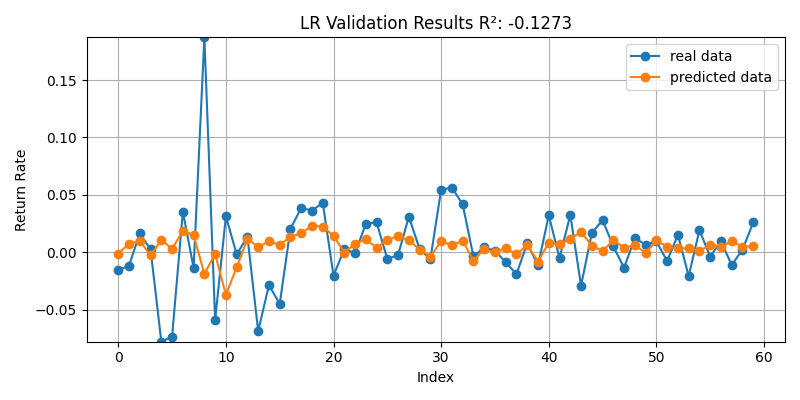 LR Validation Results R²: -0.1273
real data
predicted data
Return Rate
0.15
0.10
0.05
0.00
−0.05
0 10 20 30 40 50 60
Index